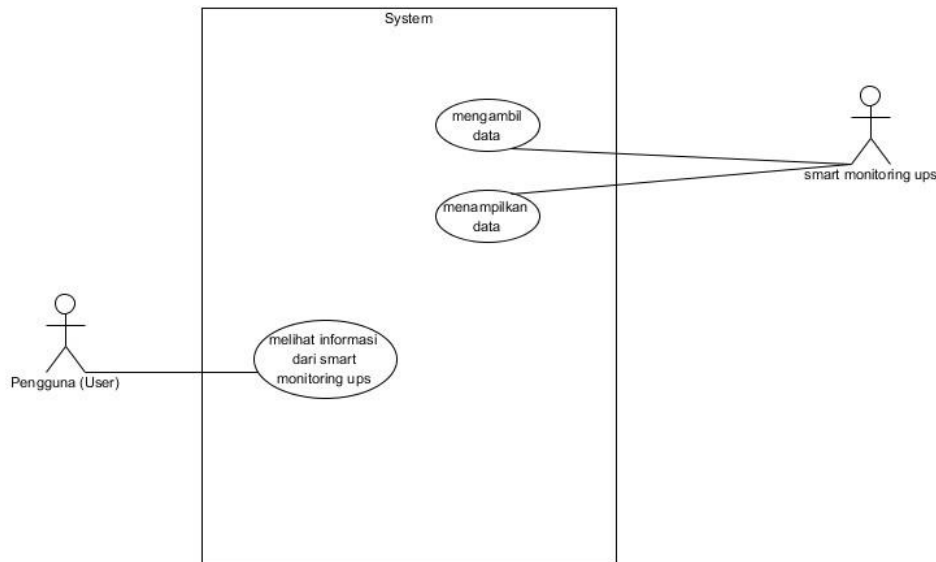 System
mengambil
data
smart monitoring ups
menampilkan
data
melihat informasi
dari smart
monitoring ups
Pengguna (User)